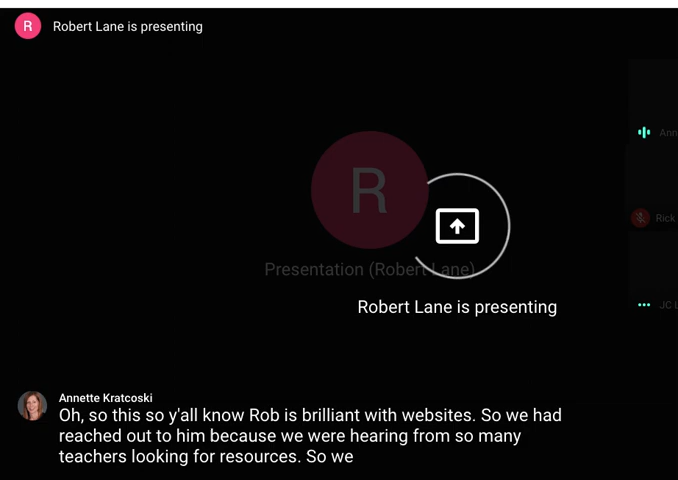 R Robert Lane is presenting
Ann
R
Rick
Presentation (Robert Lane)
JC L
Robert Lane is presenting
Annette Kratcoski
Oh, so this so y'all know Rob is brilliant with websites. So we had
reached out to him because we were hearing from so many
teachers looking for resources. So we